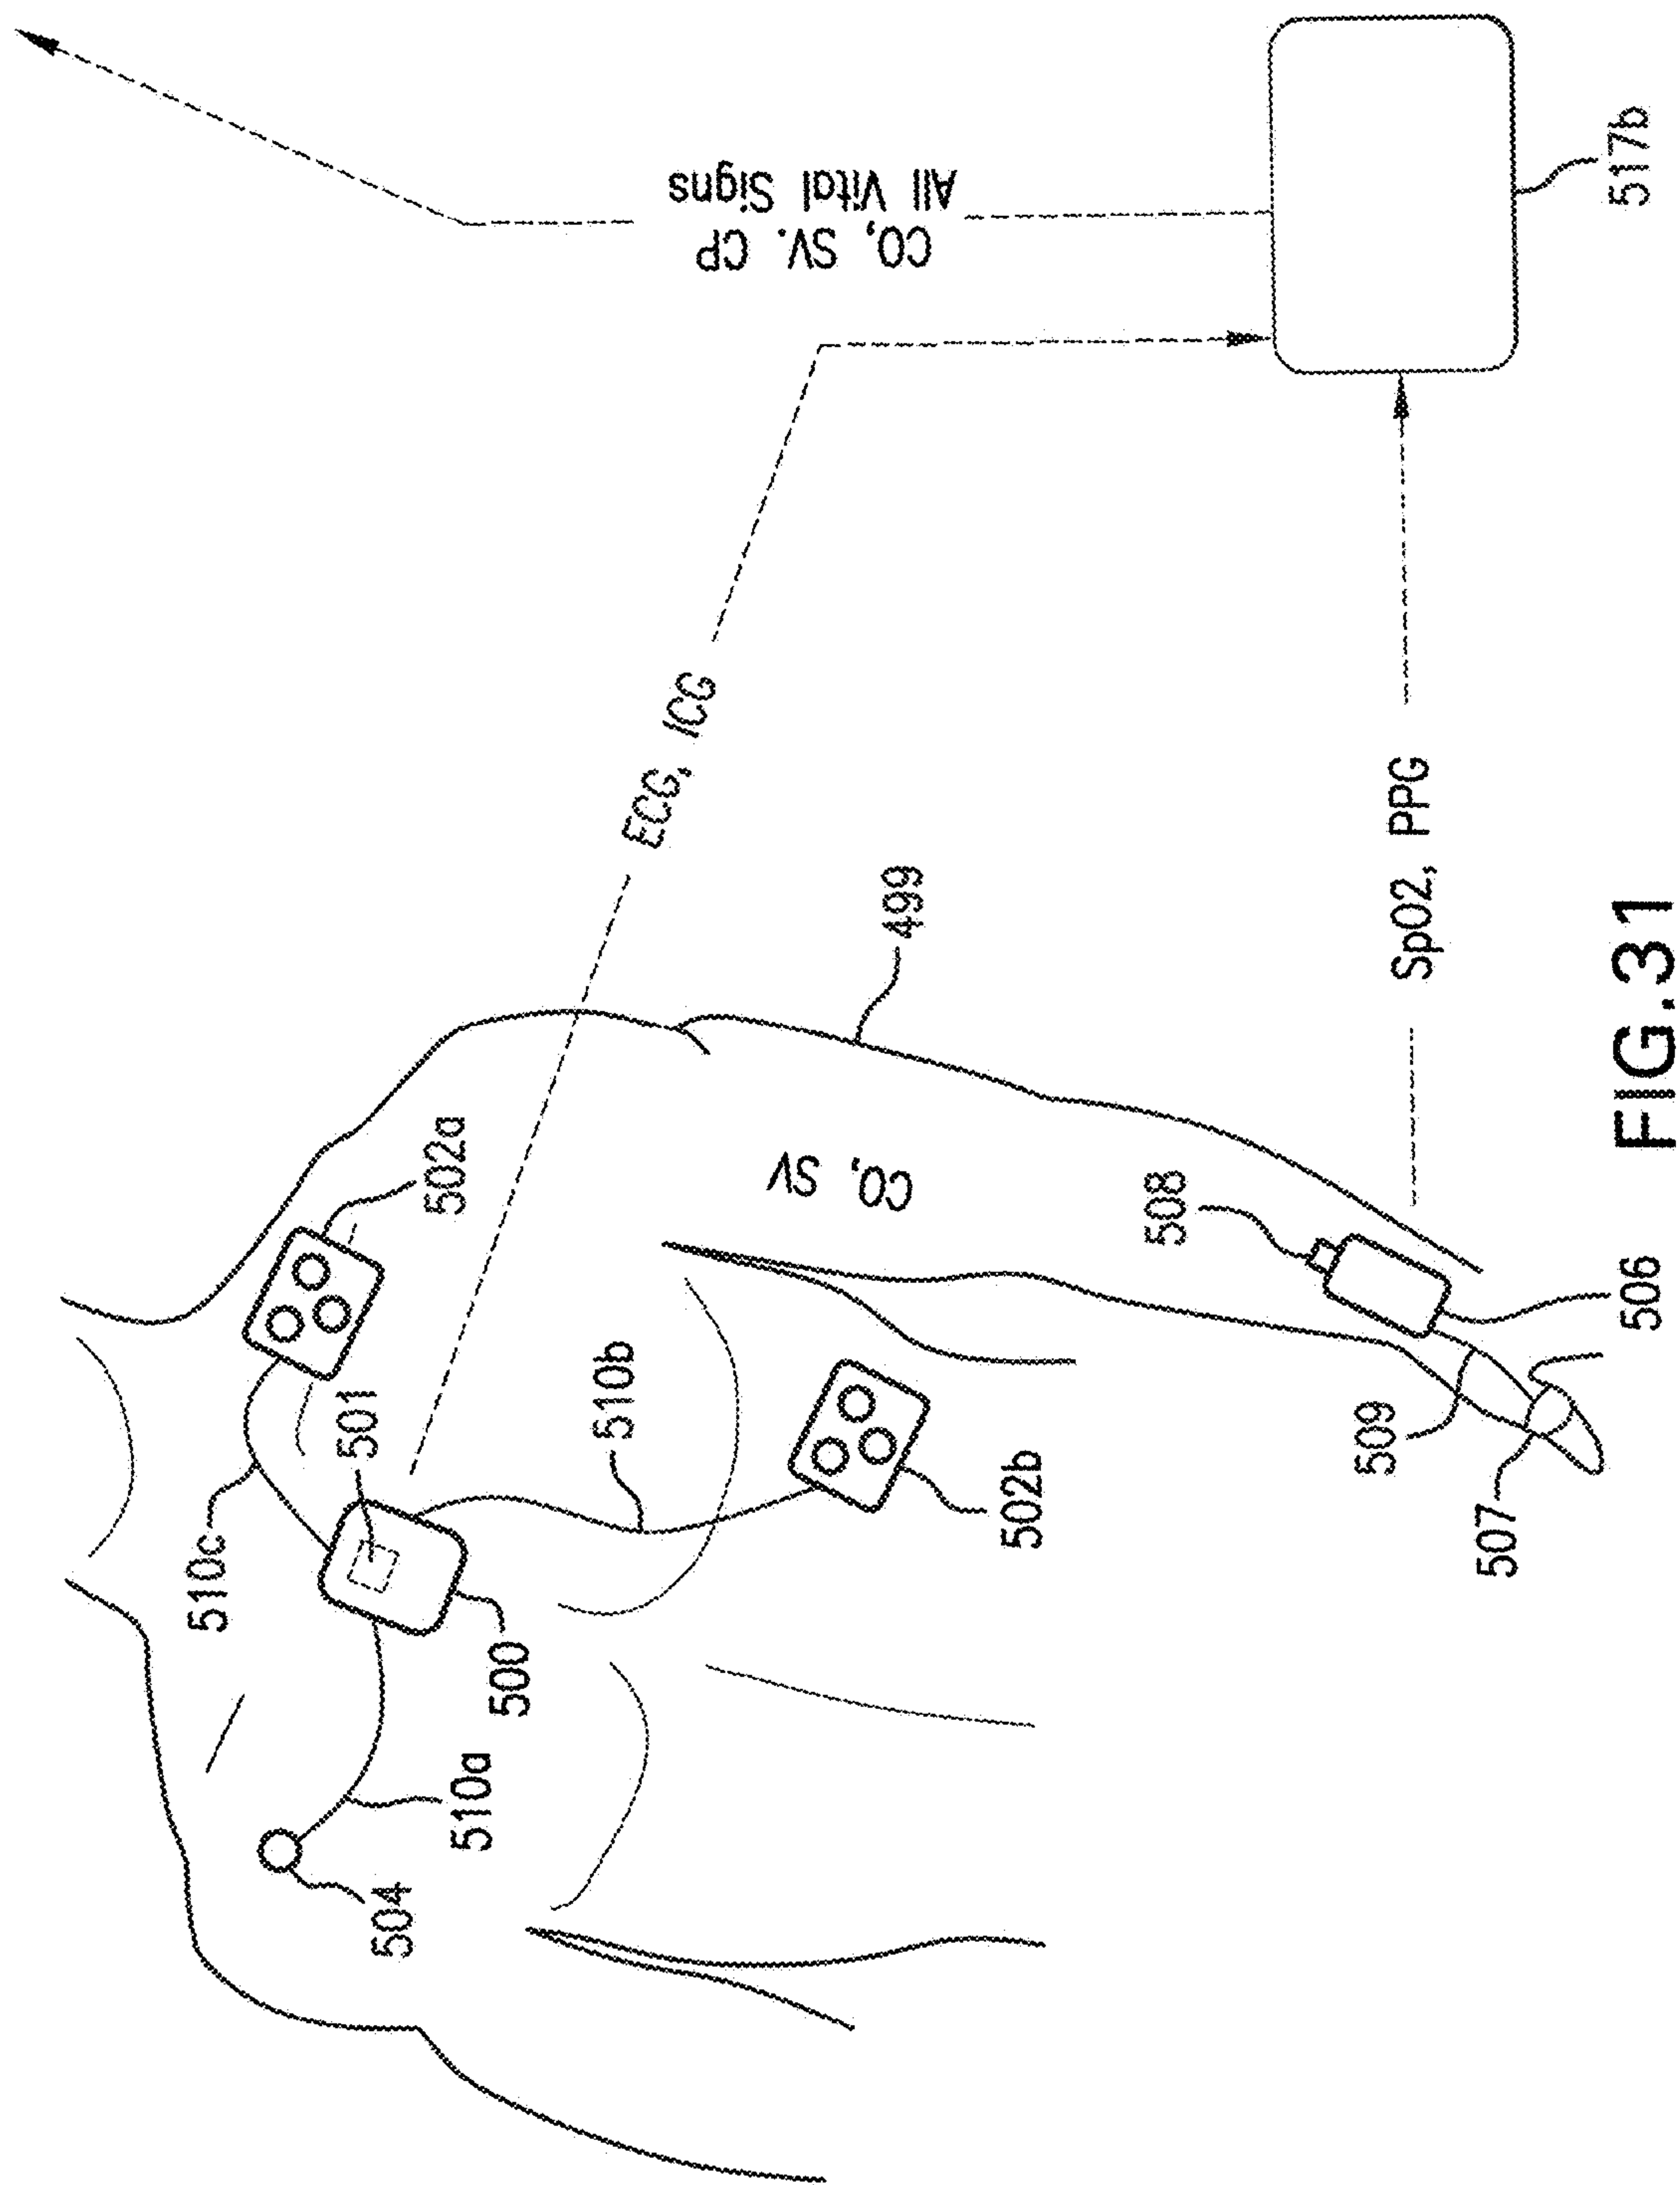 510c
501
502a
504
510a
500
510b
502b
CO, SV
499
ECG, ICG
CO, SV. CP
All Vital Signs
508
509
507
506
SpO2, PPG
517b
FIG.31